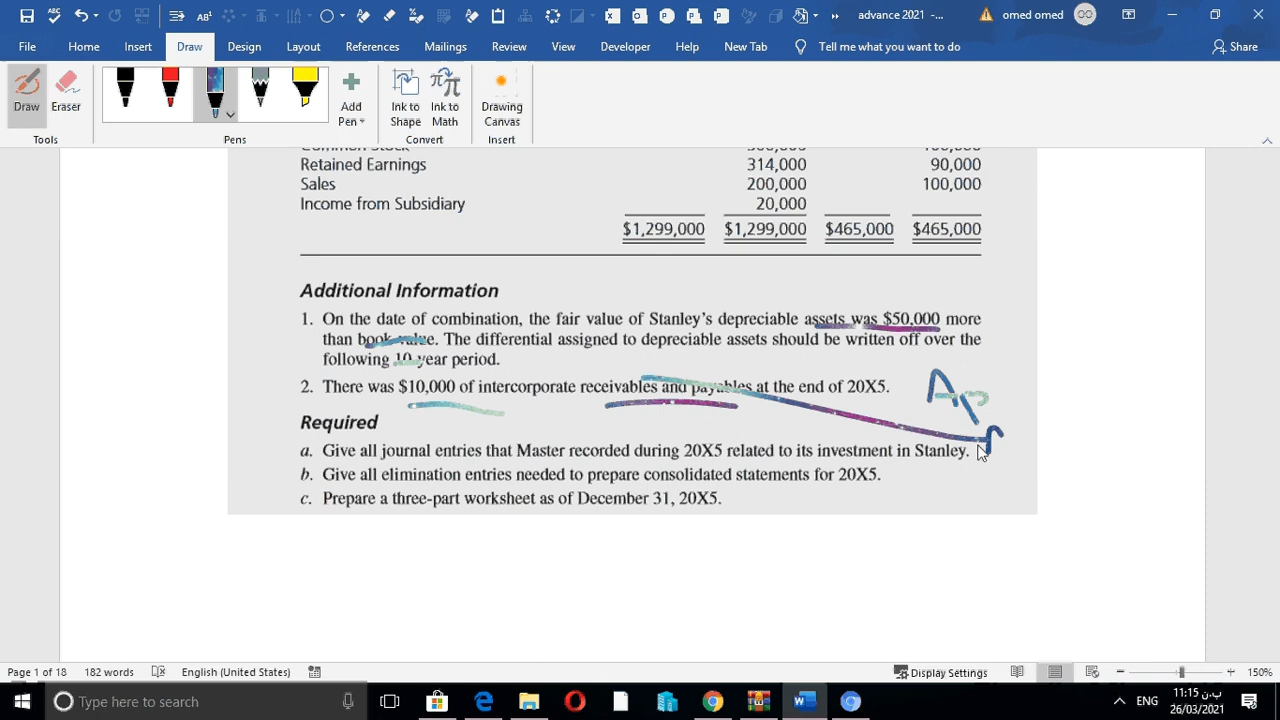 advance 2021 -...
omed omed
OO
File Home Insert Draw Design Layout References Mailings Review View Developer Help New Tab Tell me what you want to do Share
Draw Eraser Add Pen Ink to Shape Ink to Math Drawing Canvas
Tools Pens Convert Insert
Retained Earnings 314,000 90,000
Sales 200,000 100,000
Income from Subsidiary 20,000
$1,299,000 $1,299,000 $465,000 $465,000
Additional Information
1. On the date of combination, the fair value of Stanley's depreciable assets was $50,000 more
than book value. The differential assigned to depreciable assets should be written off over the
following 10-year period.
2. There was $10,000 of intercorporate receivables and payables at the end of 20X5.
Ap
Required
a. Give all journal entries that Master recorded during 20X5 related to its investment in Stanley.
b. Give all elimination entries needed to prepare consolidated statements for 20X5.
c. Prepare a three-part worksheet as of December 31, 20X5.
Page 1 of 18 182 words English (United States) Display Settings 150%
Type here to search ENG 11:15 ب.ن
26/03/2021